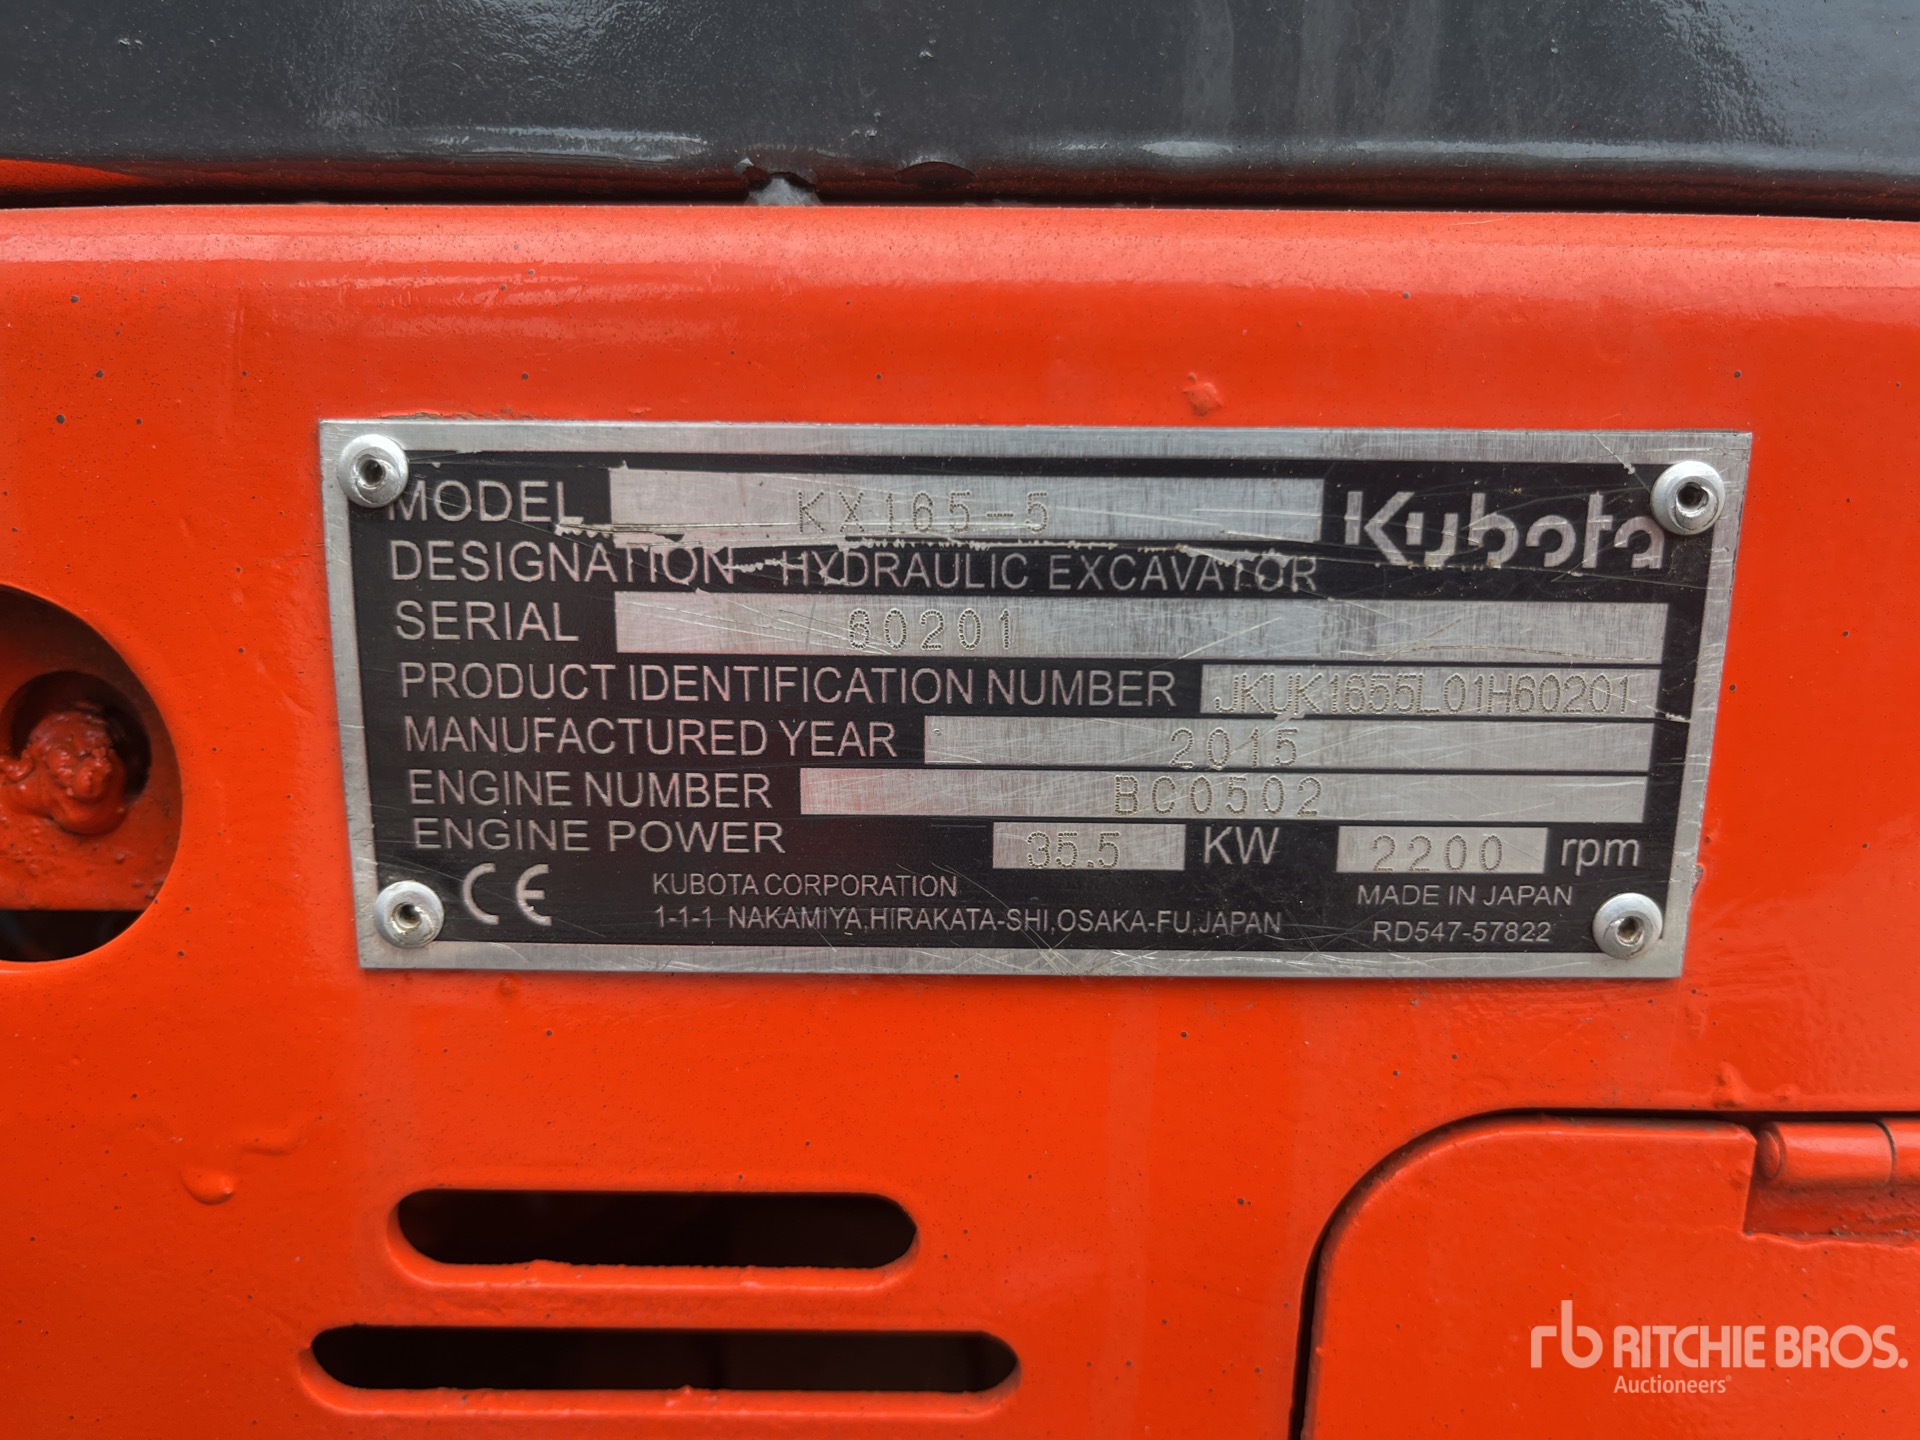 MODEL KX165-5 Kubota
DESIGNATION HYDRAULIC EXCAVATOR
SERIAL 60201
PRODUCT IDENTIFICATION NUMBER JKUK1655L01H60201
MANUFACTURED YEAR 2015
ENGINE NUMBER BC0502
ENGINE POWER 35.5 KW 2200 rpm
CE KUBOTA CORPORATION MADE IN JAPAN
1-1-1 NAKAMIYA,HIRAKATA-SHI,OSAKA-FU,JAPAN RD547-57822
rb RITCHIE BROS.
Auctioneers